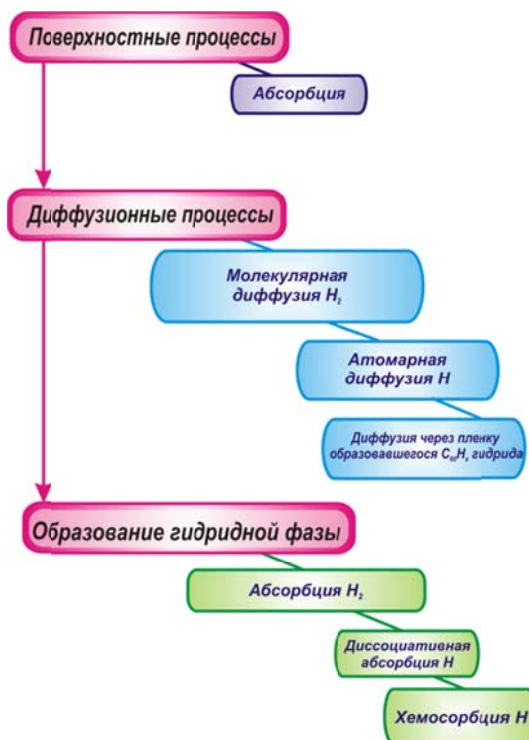 Поверхностные процессы
Абсорбция
Диффузионные процессы
Молекулярная
диффузия H₂
Атомарная
диффузия H
Диффузия через пленку
образовавшегося C₆₀Hₓ гидрида
Образование гидридной фазы
Абсорбция H₂
Диссоциативная
абсорбция H
Хемосорбция H